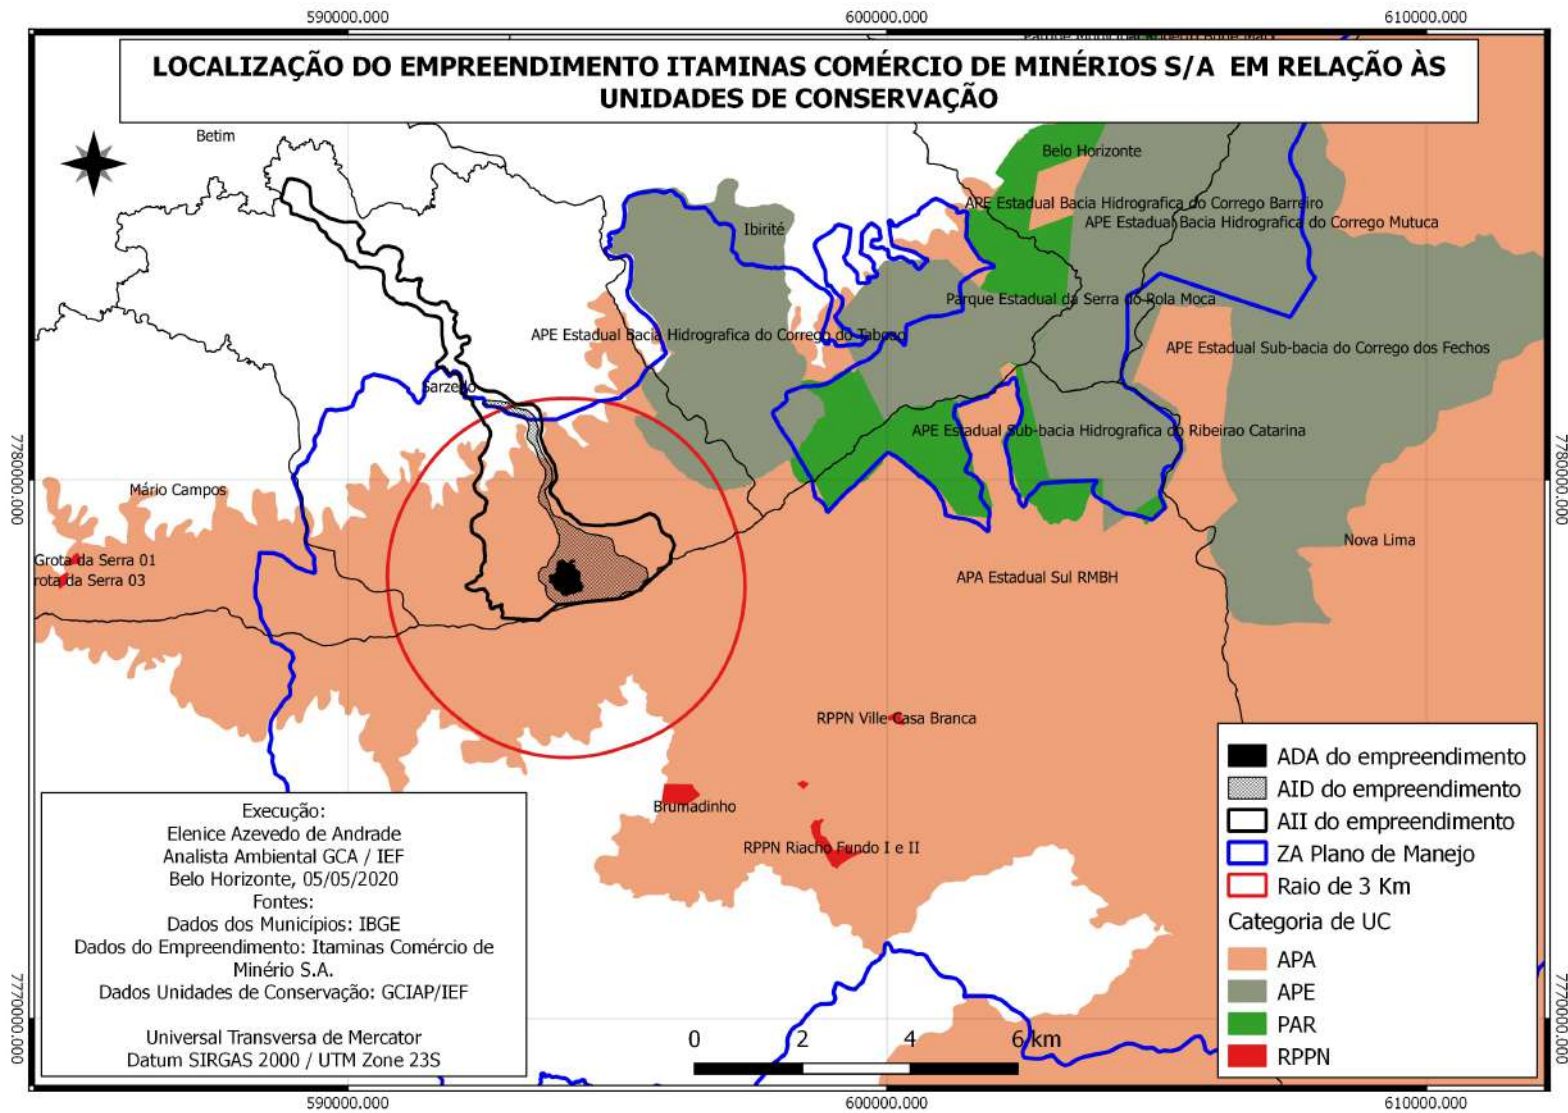 590000.000
600000.000
610000.000
LOCALIZAÇÃO DO EMPREENDIMENTO ITAMINAS COMÉRCIO DE MINÉRIOS S/A EM RELAÇÃO ÀS
UNIDADES DE CONSERVAÇÃO
Betim
Belo Horizonte
APE Estadual Bacia Hidrografica do Corrego Barreiro
APE Estadual Bacia Hidrografica do Corrego Mutuca
Ibirité
Parque Estadual da Serra do Rola Moca
APE Estadual Bacia Hidrografica do Corrego do Taboao
APE Estadual Sub-bacia do Corrego dos Fechos
Sarzedo
APE Estadual Sub-bacia Hidrografica do Ribeirao Catarina
7780000.000
7780000.000
Mário Campos
Nova Lima
Grota da Serra 01
rota da Serra 03
APA Estadual Sul RMBH
RPPN Ville Casa Branca
Brumadinho
RPPN Riacho Fundo I e II
ADA do empreendimento
AID do empreendimento
AII do empreendimento
ZA Plano de Manejo
Raio de 3 Km
Categoria de UC
APA
APE
PAR
RPPN
Execução:
Elenice Azevedo de Andrade
Analista Ambiental GCA / IEF
Belo Horizonte, 05/05/2020
Fontes:
Dados dos Municípios: IBGE
Dados do Empreendimento: Itaminas Comércio de
Minério S.A.
Dados Unidades de Conservação: GCIAP/IEF
Universal Transversa de Mercator
Datum SIRGAS 2000 / UTM Zone 23S
0 2 4 6 km
7770000.000
7770000.000
590000.000
600000.000
610000.000